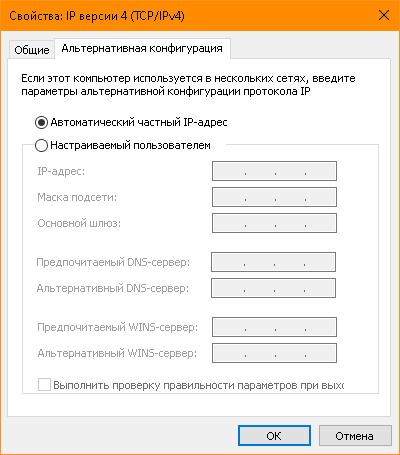 Свойства: IP версии 4 (TCP/IPv4)
Общие Альтернативная конфигурация
Если этот компьютер используется в нескольких сетях, введите
параметры альтернативной конфигурации протокола IP
Автоматический частный IP-адрес
Настраиваемый пользователем
IP-адрес:
Маска подсети:
Основной шлюз:
Предпочитаемый DNS-сервер:
Альтернативный DNS-сервер:
Предпочитаемый WINS-сервер:
Альтернативный WINS-сервер:
Выполнить проверку правильности параметров при вых
OK Отмена